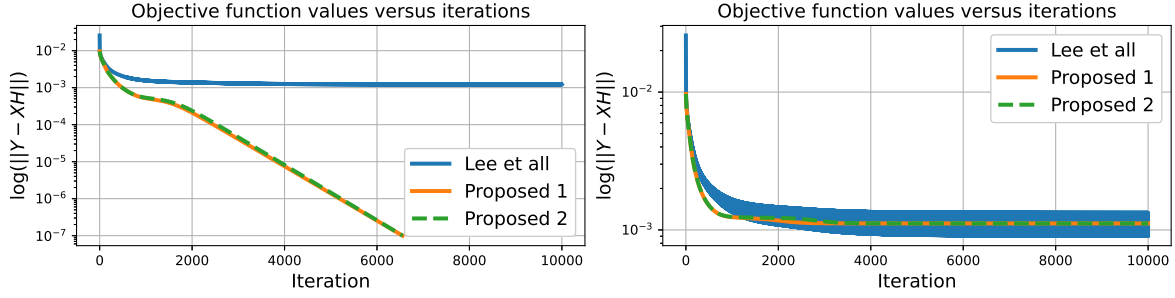 Objective function values versus iterations
log(||Y − XH||)
10⁻²
10⁻³
10⁻⁴
10⁻⁵
10⁻⁶
10⁻⁷
Lee et all
Proposed 1
Proposed 2
0 2000 4000 6000 8000 10000
Iteration
Objective function values versus iterations
log(||Y − XH||)
10⁻²
10⁻³
Lee et all
Proposed 1
Proposed 2
0 2000 4000 6000 8000 10000
Iteration